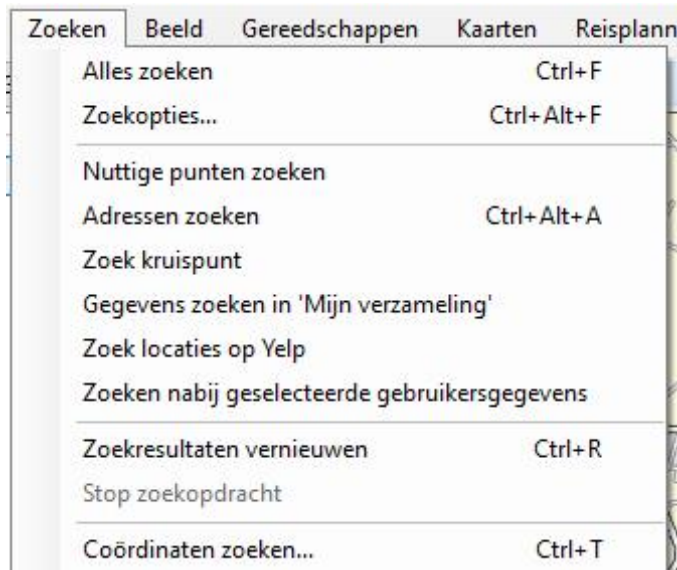 Zoeken Beeld Gereedschappen Kaarten Reisplann
Alles zoeken Ctrl+F
Zoekopties... Ctrl+Alt+F
Nuttige punten zoeken
Adressen zoeken Ctrl+Alt+A
Zoek kruispunt
Gegevens zoeken in 'Mijn verzameling'
Zoek locaties op Yelp
Zoeken nabij geselecteerde gebruikersgegevens
Zoekresultaten vernieuwen Ctrl+R
Stop zoekopdracht
Coördinaten zoeken... Ctrl+T